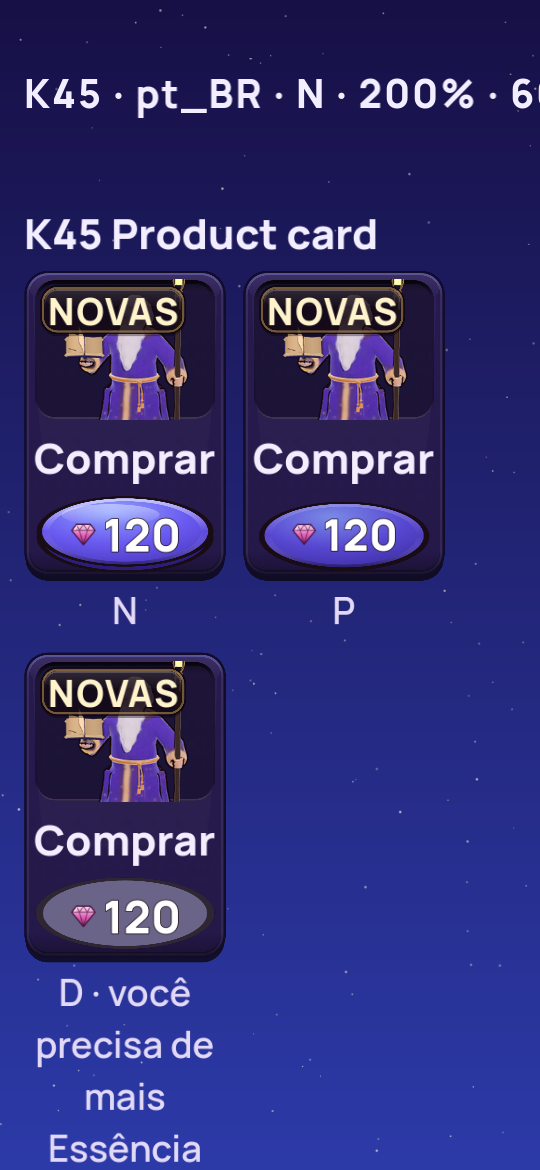 K45 · pt_BR · N · 200% · 6
K45 Product card
NOVAS NOVAS
Comprar Comprar
120 120
N P
NOVAS
Comprar
120
D · você
precisa de
mais
Essência